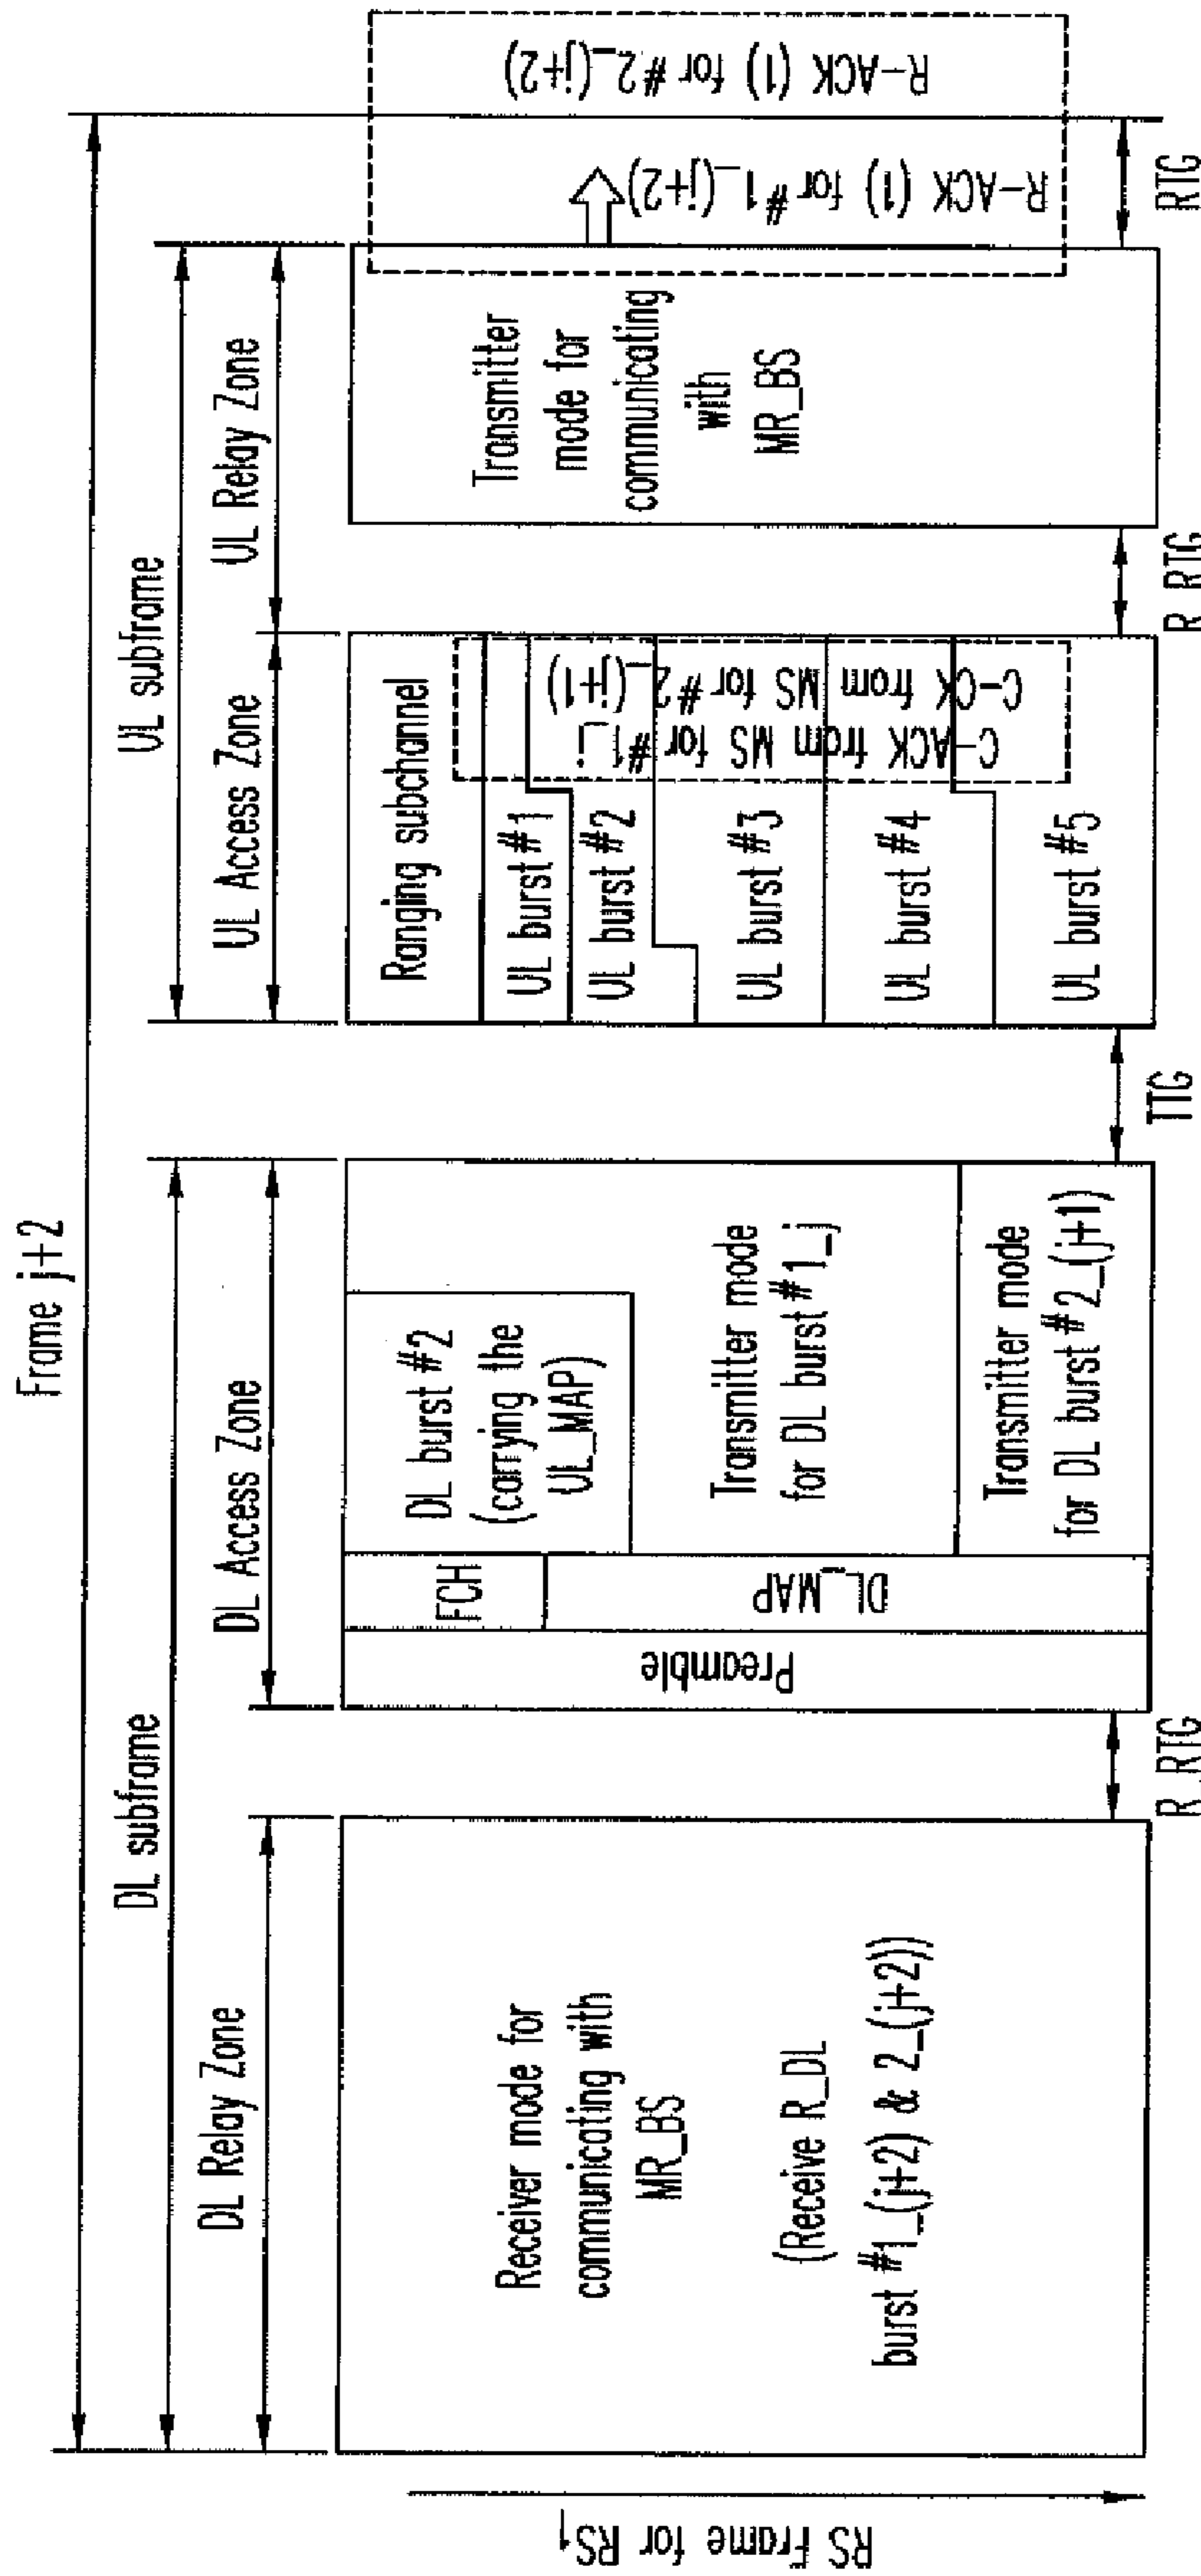 Frame j+2
DL subframe
UL subframe
DL Relay Zone
DL Access Zone
UL Access Zone
UL Relay Zone
RS Frame for RS1
Receiver mode for
communicating with
MR_BS
(Receive R_DL
burst #1_(j+2) & 2_(j+2))
R_RTG
Preamble
FCH
DL_MAP
DL burst #2
(carrying the
UL_MAP)
Transmitter mode
for DL burst #1_j
Transmitter mode
for DL burst #2_(j+1)
TTG
Ranging subchannel
UL burst #1
UL burst #2
UL burst #3
UL burst #4
UL burst #5
C-ACK from MS for #1_j
C-CK from MS for #2_(j+1)
R_RTG
Transmitter
mode for
communicating
with
MR_BS
R-ACK (1) for #1_(j+2)
R-ACK (1) for #2_(j+2)
RTG